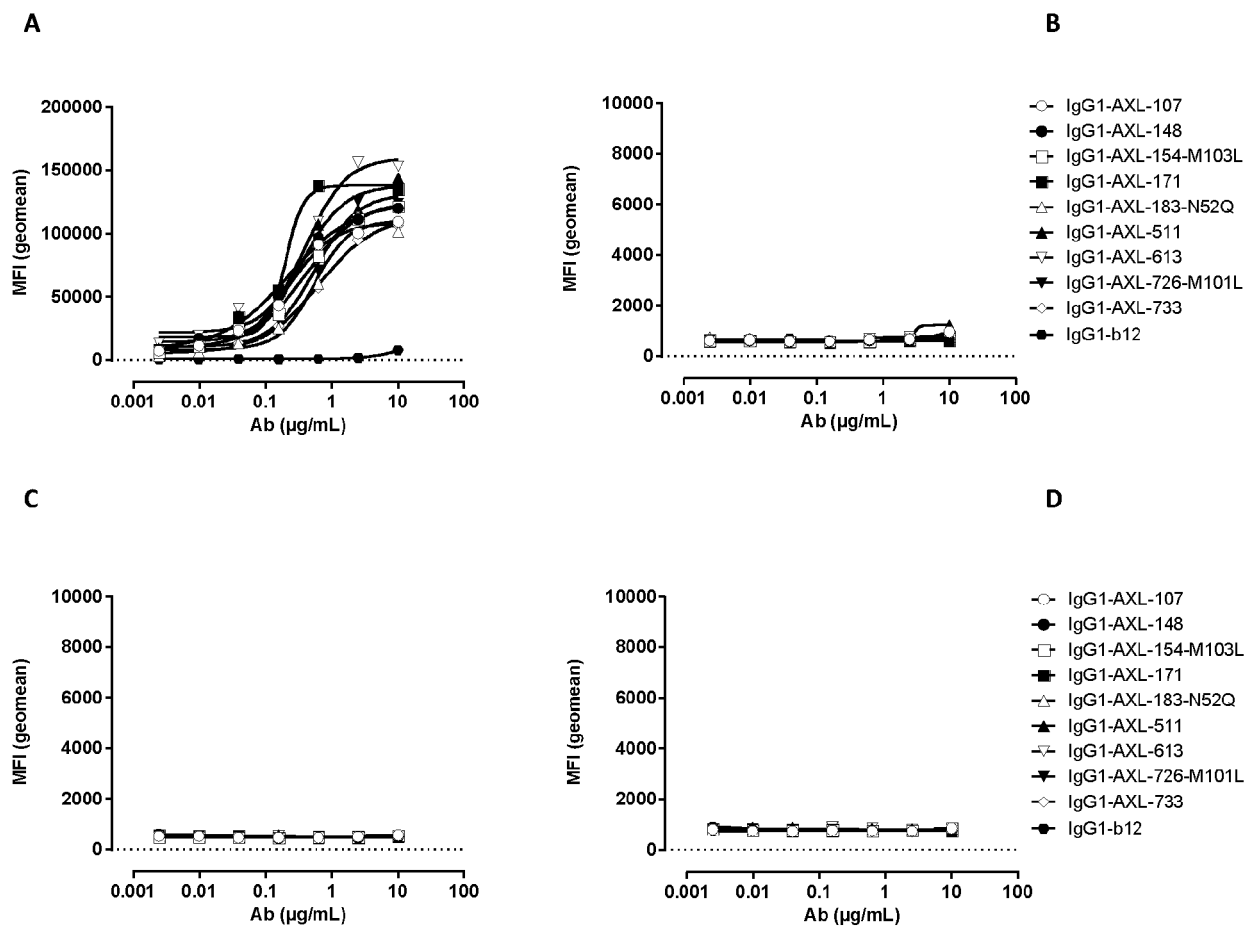 A
B
200000
150000
100000
50000
0
MFI (geomean)
0.001 0.01 0.1 1 10 100
Ab (µg/mL)
10000
8000
6000
4000
2000
0
MFI (geomean)
0.001 0.01 0.1 1 10 100
Ab (µg/mL)
IgG1-AXL-107
IgG1-AXL-148
IgG1-AXL-154-M103L
IgG1-AXL-171
IgG1-AXL-183-N52Q
IgG1-AXL-511
IgG1-AXL-613
IgG1-AXL-726-M101L
IgG1-AXL-733
IgG1-b12
C
D
10000
8000
6000
4000
2000
0
MFI (geomean)
0.001 0.01 0.1 1 10 100
Ab (µg/mL)
10000
8000
6000
4000
2000
0
MFI (geomean)
0.001 0.01 0.1 1 10 100
Ab (µg/mL)
IgG1-AXL-107
IgG1-AXL-148
IgG1-AXL-154-M103L
IgG1-AXL-171
IgG1-AXL-183-N52Q
IgG1-AXL-511
IgG1-AXL-613
IgG1-AXL-726-M101L
IgG1-AXL-733
IgG1-b12